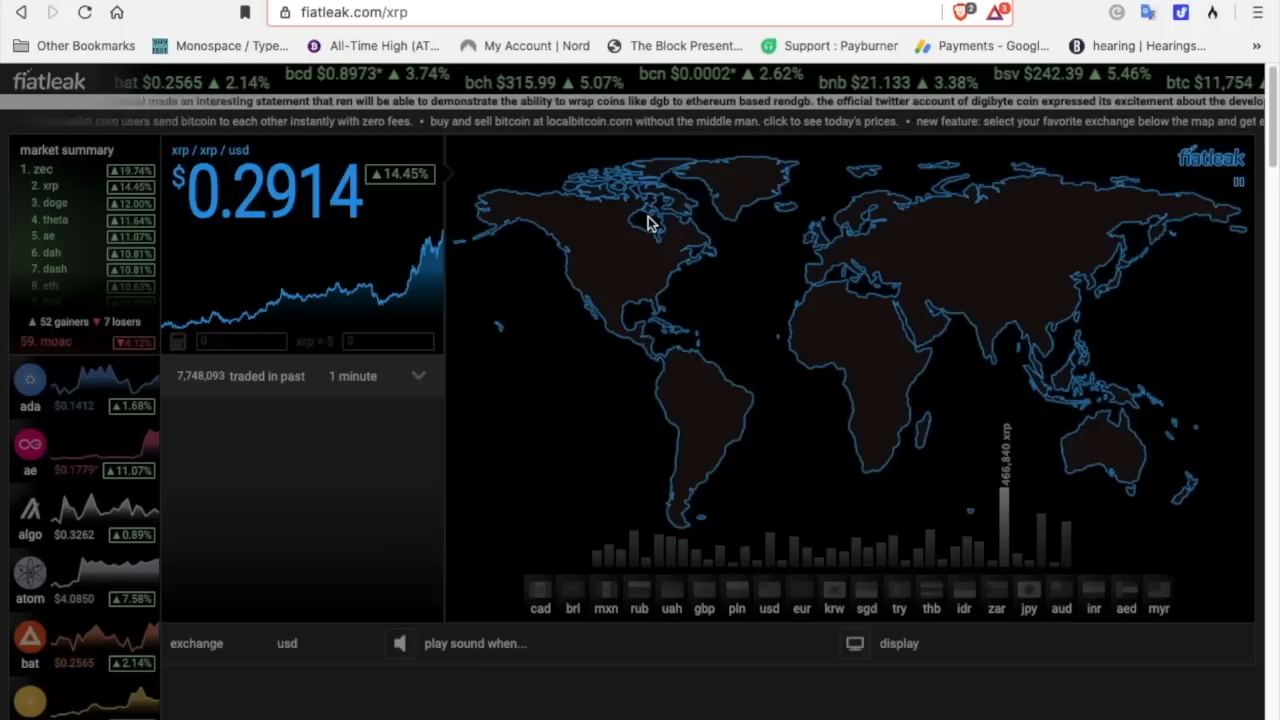 fiatleak.com/xrp
2
3
Other Bookmarks
Monospace / Type...
All-Time High (AT...
My Account | Nord
The Block Present...
Support : Payburner
Payments - Googl...
hearing | Hearings...
»
fiatleak
bat $0.2565 ▲ 2.14%
bcd $0.8973* ▲ 3.74%
bch $315.99 ▲ 5.07%
bcn $0.0002* ▲ 2.62%
bnb $21.133 ▲ 3.38%
bsv $242.39 ▲ 5.46%
btc $11,754
made an interesting statement that ren will be able to demonstrate the ability to wrap coins like dgb to ethereum based rendgb. the official twitter account of digibyte coin expressed its excitement about the
users send bitcoin to each other instantly with zero fees. • buy and sell bitcoin at localbitcoin.com without the middle man. click to see today's prices. • new feature: select your favorite exchange below the map and get
market summary
1. zec ▲19.74%
2. xrp ▲14.45%
3. doge ▲12.00%
4. theta ▲11.64%
5. ae ▲11.07%
6. dah ▲10.81%
7. dash ▲10.81%
8. eth ▲10.63%
▲ 52 gainers ▼ 7 losers
59. moac ▼4.12%
xrp / xrp / usd
$0.2914 ▲14.45%
0 xrp = $ 0
7,748,093 traded in past 1 minute
fiatleak
ada $0.1412 ▲1.68%
ae $0.1779* ▲11.07%
algo $0.3262 ▲0.89%
atom $4.0850 ▲7.58%
bat $0.2565 ▲2.14%
466,840 xrp
cad brl mxn rub uah gbp pln usd eur krw sgd try thb idr zar jpy aud inr aed myr
exchange usd play sound when... display